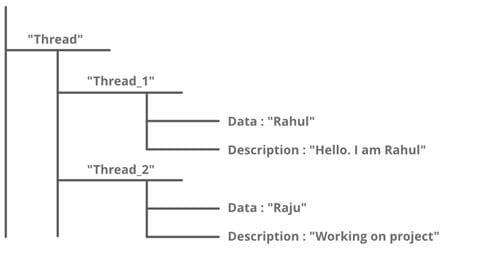 "Thread"
"Thread_1"
Data : "Rahul"
Description : "Hello. I am Rahul"
"Thread_2"
Data : "Raju"
Description : "Working on project"